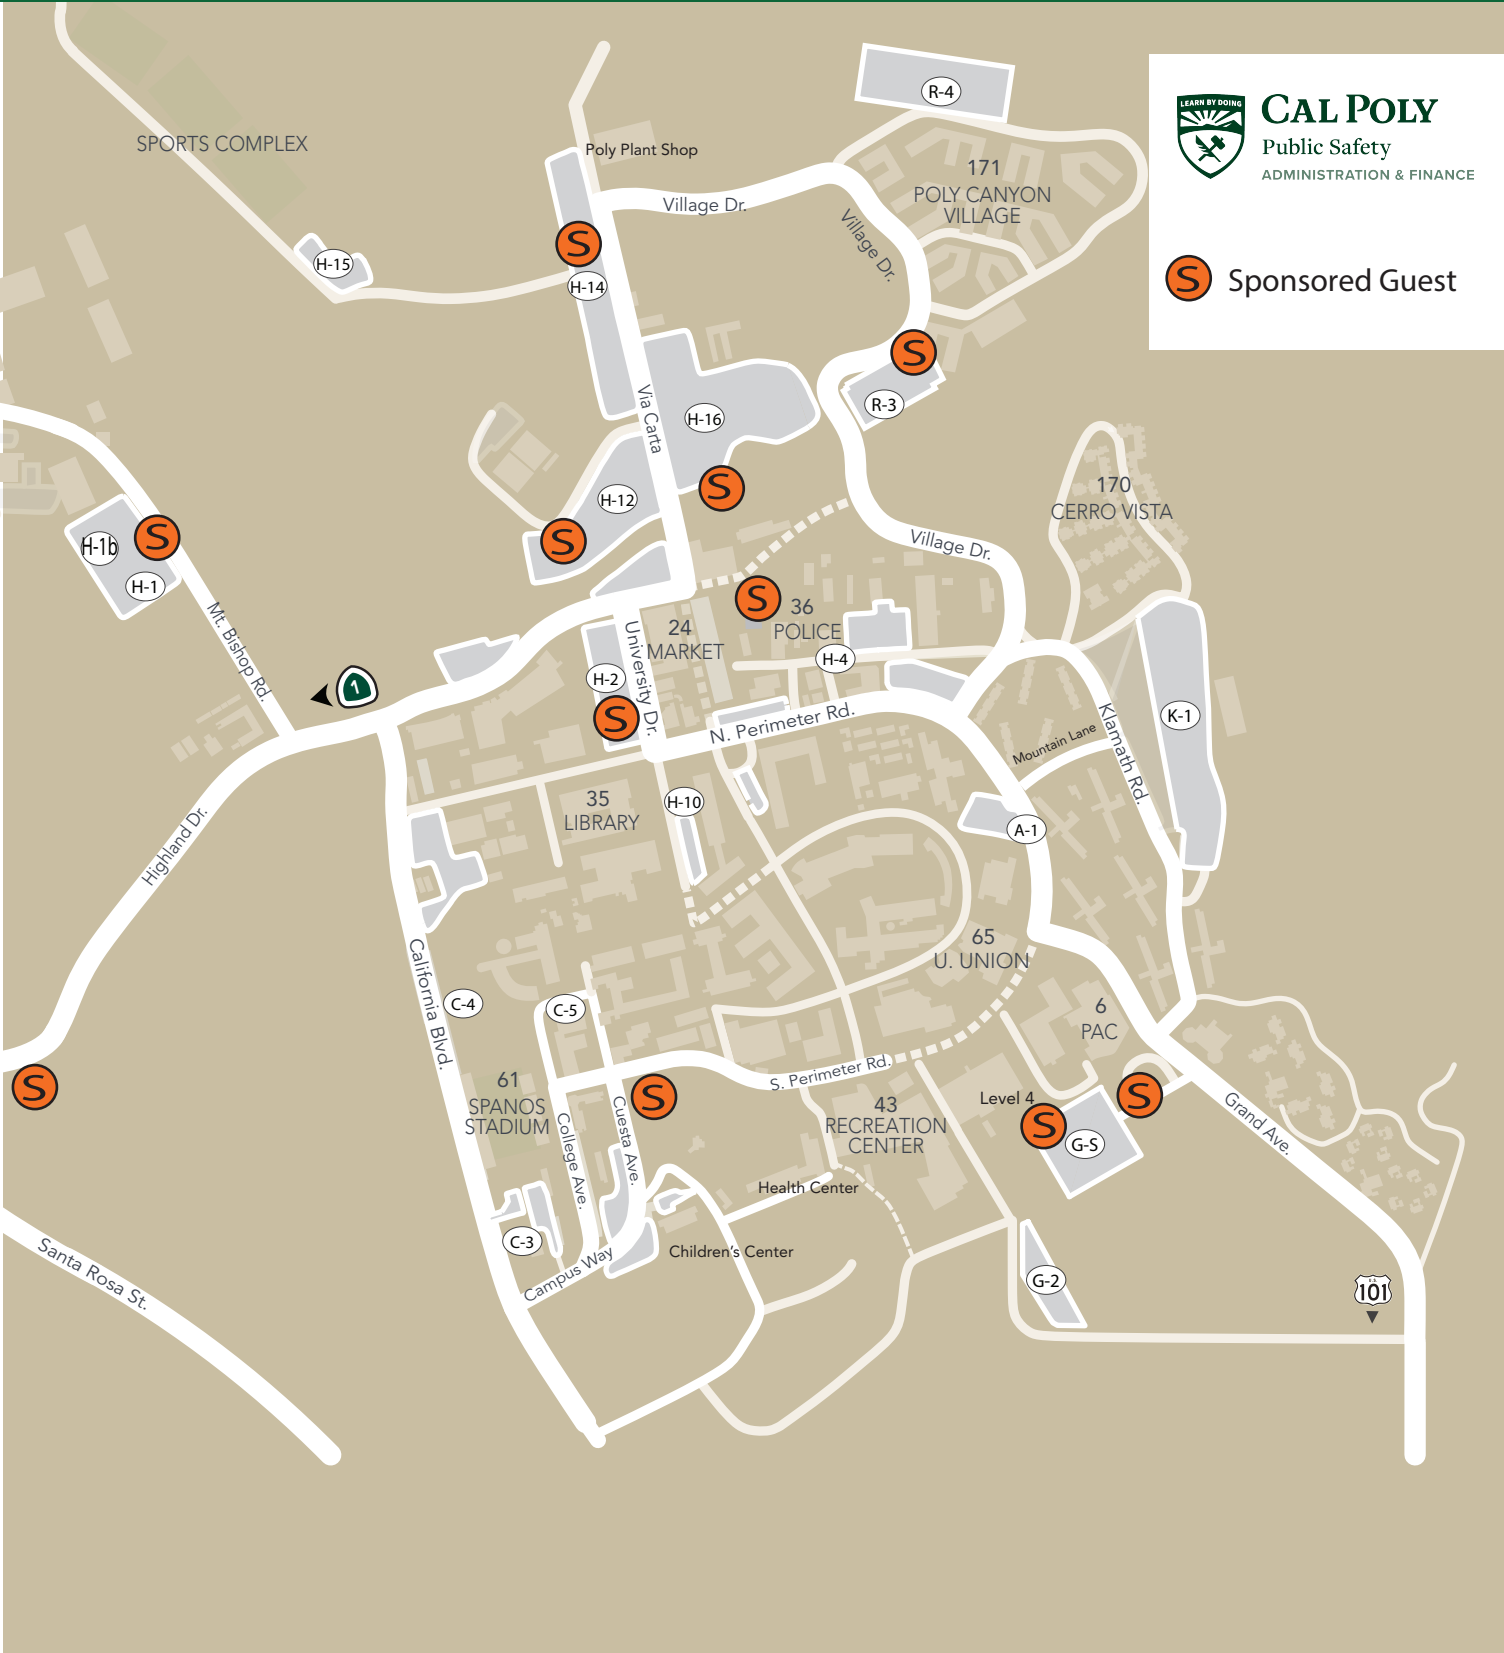 LEARN BY DOING
CAL POLY
Public Safety
ADMINISTRATION & FINANCE
S Sponsored Guest
R-4
SPORTS COMPLEX
Poly Plant Shop
171
POLY CANYON
VILLAGE
Village Dr.
Village Dr.
S
H-15
H-14
S
R-3
Via Carta
H-16
S
170
CERRO VISTA
H-12
S
S
H-1b
H-1
Village Dr.
S
36
POLICE
24
MARKET
H-4
Mt. Bishop Rd.
University Dr.
H-2
S
1
N. Perimeter Rd.
K-1
Klamath Rd.
Mountain Lane
35
LIBRARY
H-10
A-1
Highland Dr.
65
U. UNION
California Blvd.
C-4
C-5
6
PAC
S
61
SPANOS
STADIUM
S
S. Perimeter Rd.
43
RECREATION
CENTER
Level 4
S
S
G-S
Grand Ave.
College Ave.
Cuesta Ave.
Health Center
C-3
Campus Way
Children's Center
G-2
Santa Rosa St.
U.S.
101